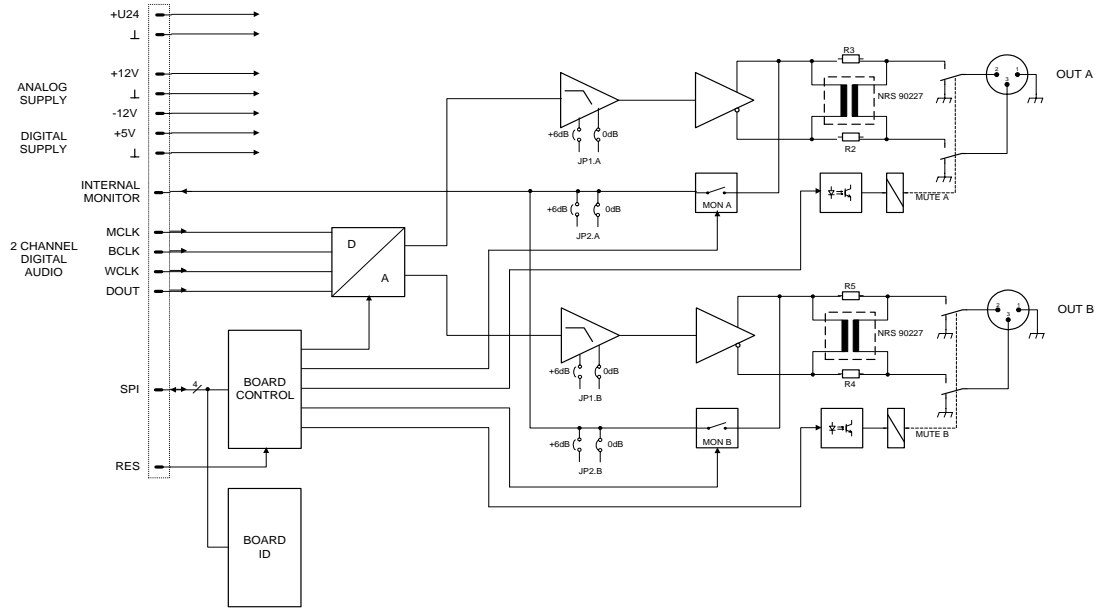 +U24
⊥
ANALOG
SUPPLY
+12V
⊥
-12V
DIGITAL
SUPPLY
+5V
⊥
INTERNAL
MONITOR
2 CHANNEL
DIGITAL
AUDIO
MCLK
BCLK
WCLK
DOUT
SPI
4
RES
D
A
BOARD
CONTROL
BOARD
ID
+6dB
0dB
JP1.A
+6dB
0dB
JP2.A
MON A
R3
NRS 90227
R2
MUTE A
2
1
3
OUT A
+6dB
0dB
JP1.B
+6dB
0dB
JP2.B
MON B
R5
NRS 90227
R4
MUTE B
2
1
3
OUT B